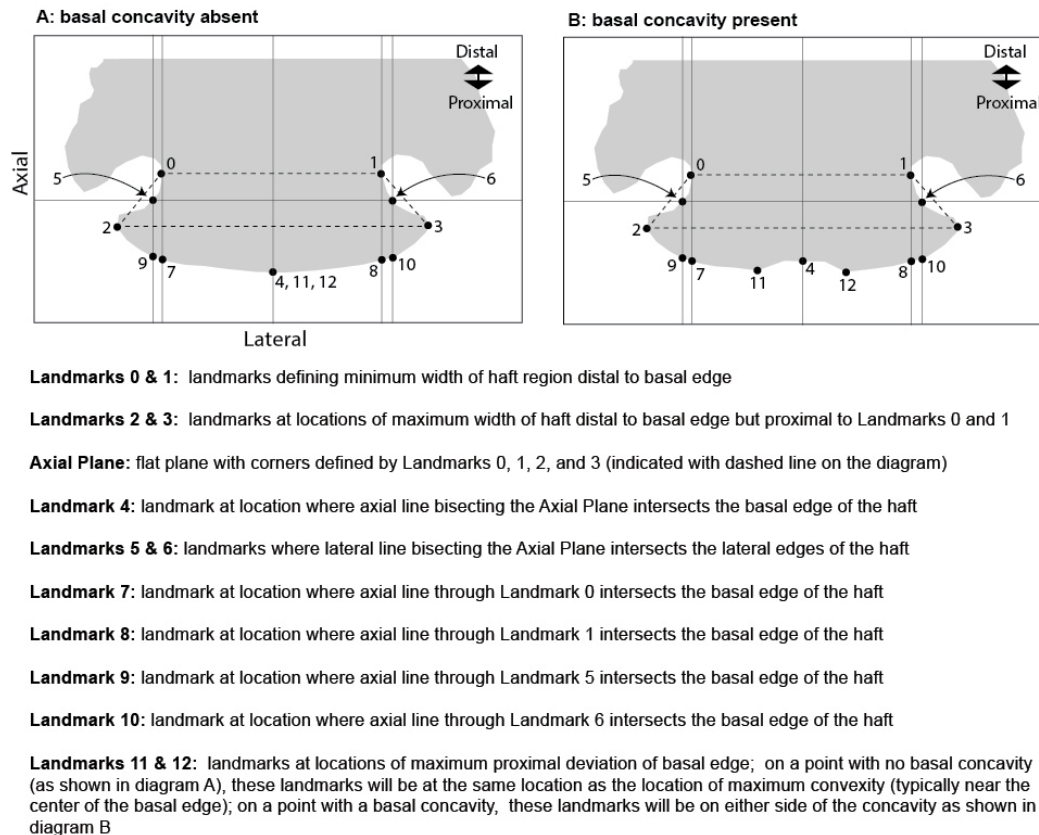 A: basal concavity absent
B: basal concavity present
Distal
Proximal
Axial
0
1
5
6
2
3
9
7
8
10
4, 11, 12
Lateral
Distal
Proximal
0
1
5
6
2
3
9
7
11
4
12
8
10
Landmarks 0 & 1: landmarks defining minimum width of haft region distal to basal edge
Landmarks 2 & 3: landmarks at locations of maximum width of haft distal to basal edge but proximal to Landmarks 0 and 1
Axial Plane: flat plane with corners defined by Landmarks 0, 1, 2, and 3 (indicated with dashed line on the diagram)
Landmark 4: landmark at location where axial line bisecting the Axial Plane intersects the basal edge of the haft
Landmarks 5 & 6: landmarks where lateral line bisecting the Axial Plane intersects the lateral edges of the haft
Landmark 7: landmark at location where axial line through Landmark 0 intersects the basal edge of the haft
Landmark 8: landmark at location where axial line through Landmark 1 intersects the basal edge of the haft
Landmark 9: landmark at location where axial line through Landmark 5 intersects the basal edge of the haft
Landmark 10: landmark at location where axial line through Landmark 6 intersects the basal edge of the haft
Landmarks 11 & 12: landmarks at locations of maximum proximal deviation of basal edge; on a point with no basal concavity
(as shown in diagram A), these landmarks will be at the same location as the location of maximum convexity (typically near the
center of the basal edge); on a point with a basal concavity, these landmarks will be on either side of the concavity as shown in
diagram B